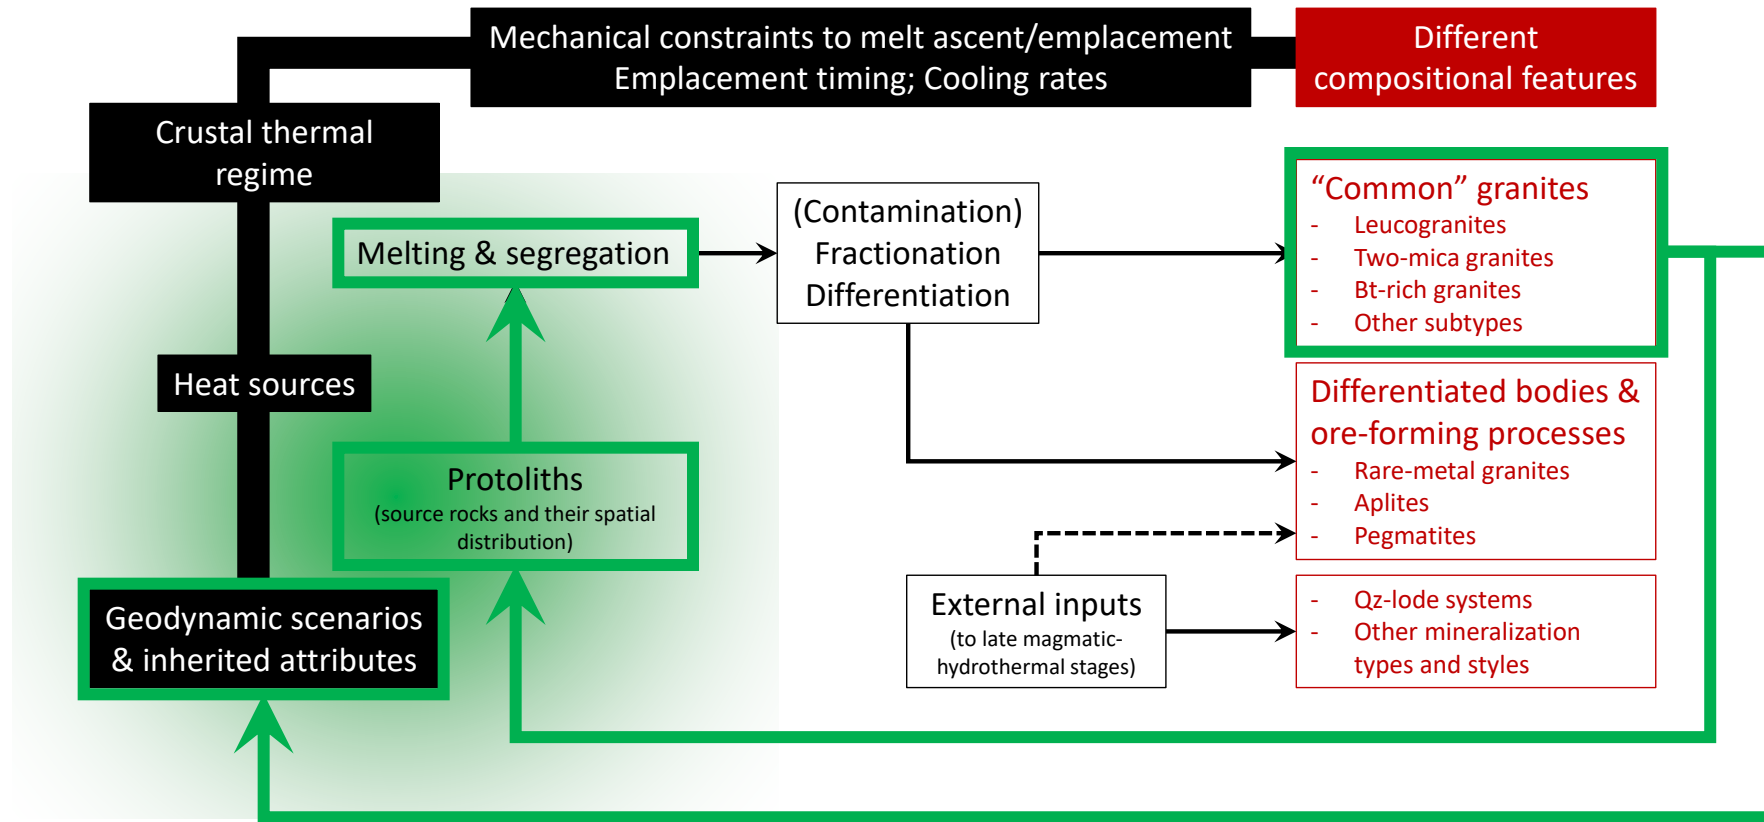 Mechanical constraints to melt ascent/emplacement
Emplacement timing; Cooling rates
Different
compositional features
Crustal thermal
regime
"Common" granites
- Leucogranites
- Two-mica granites
- Bt-rich granites
- Other subtypes
(Contamination)
Fractionation
Differentiation
Melting & segregation
Heat sources
Differentiated bodies &
ore-forming processes
- Rare-metal granites
- Aplites
- Pegmatites
Protoliths
(source rocks and their spatial
distribution)
External inputs
(to late magmatic-
hydrothermal stages)
- Qz-lode systems
- Other mineralization
types and styles
Geodynamic scenarios
& inherited attributes